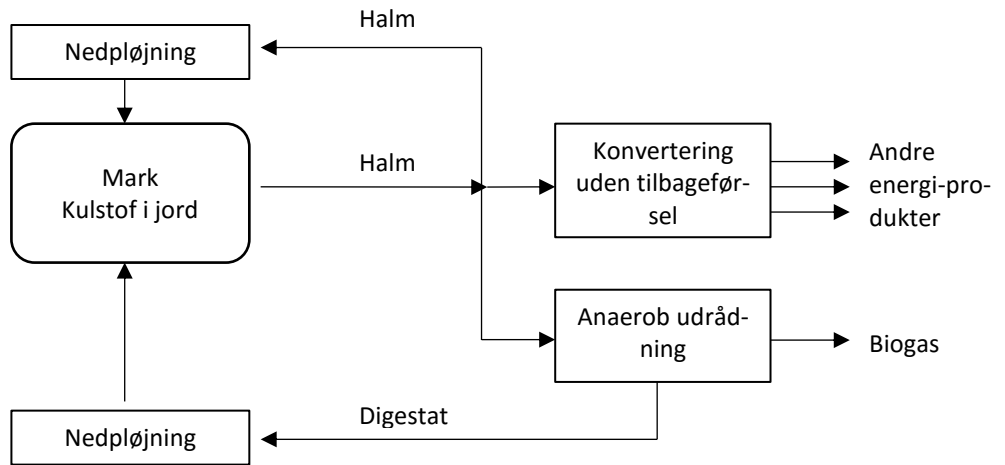 Halm
Nedpløjning
Mark
Kulstof i jord
Halm
Konvertering
uden tilbagefør-
sel
Andre
energi-pro-
dukter
Anaerob udråd-
ning
Biogas
Digestat
Nedpløjning